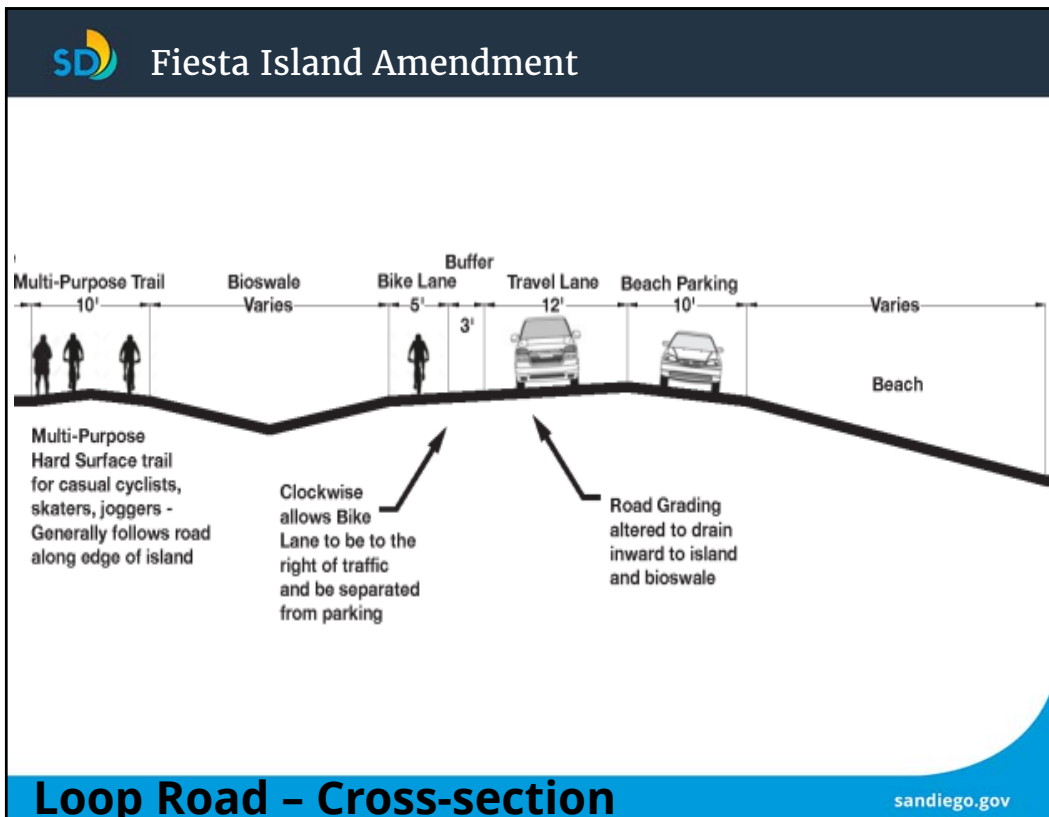 SD Fiesta Island Amendment
Buffer
Multi-Purpose Trail Bioswale Bike Lane Travel Lane Beach Parking
10' Varies 5' 12' 10' Varies
3'
Beach
Multi-Purpose
Hard Surface trail
for casual cyclists,
skaters, joggers -
Generally follows road
along edge of island
Clockwise
allows Bike
Lane to be to the
right of traffic
and be separated
from parking
Road Grading
altered to drain
inward to island
and bioswale
Loop Road – Cross-section
sandiego.gov